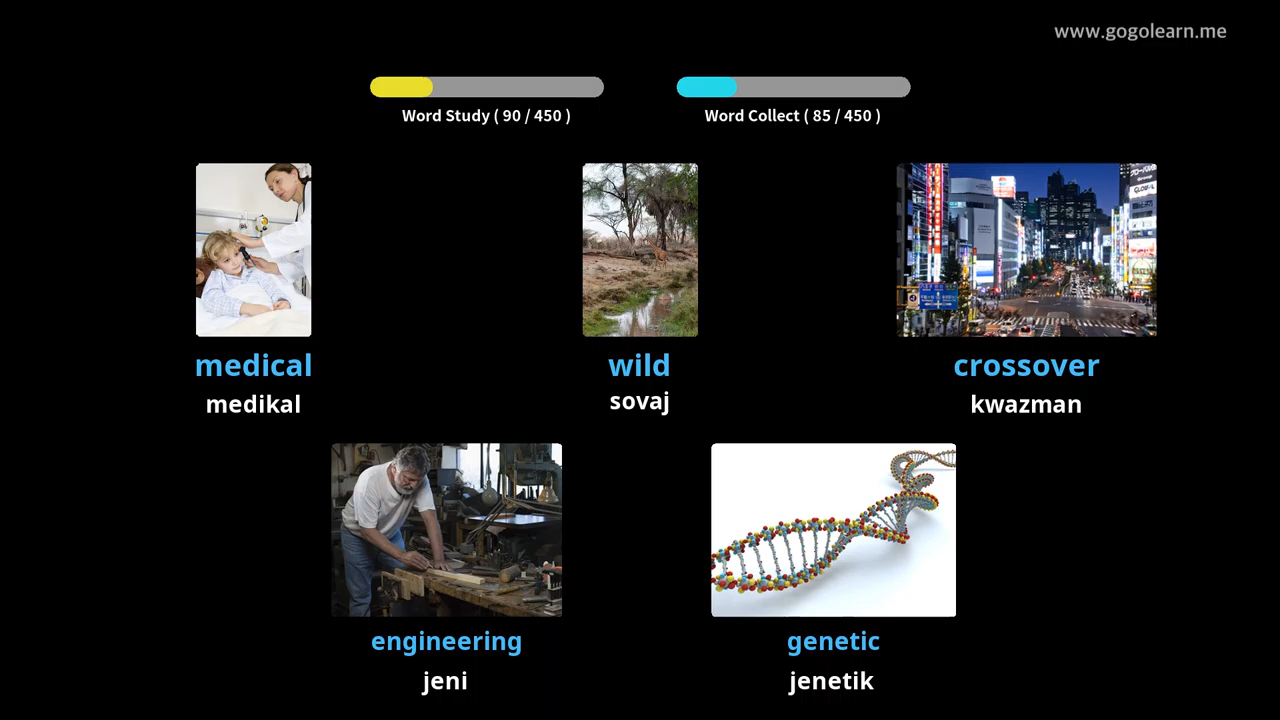 www.gogolearn.me
Word Study ( 90 / 450 )
Word Collect ( 85 / 450 )
GLOBAL
medical
wild
crossover
medikal
sovaj
kwazman
engineering
genetic
jeni
jenetik